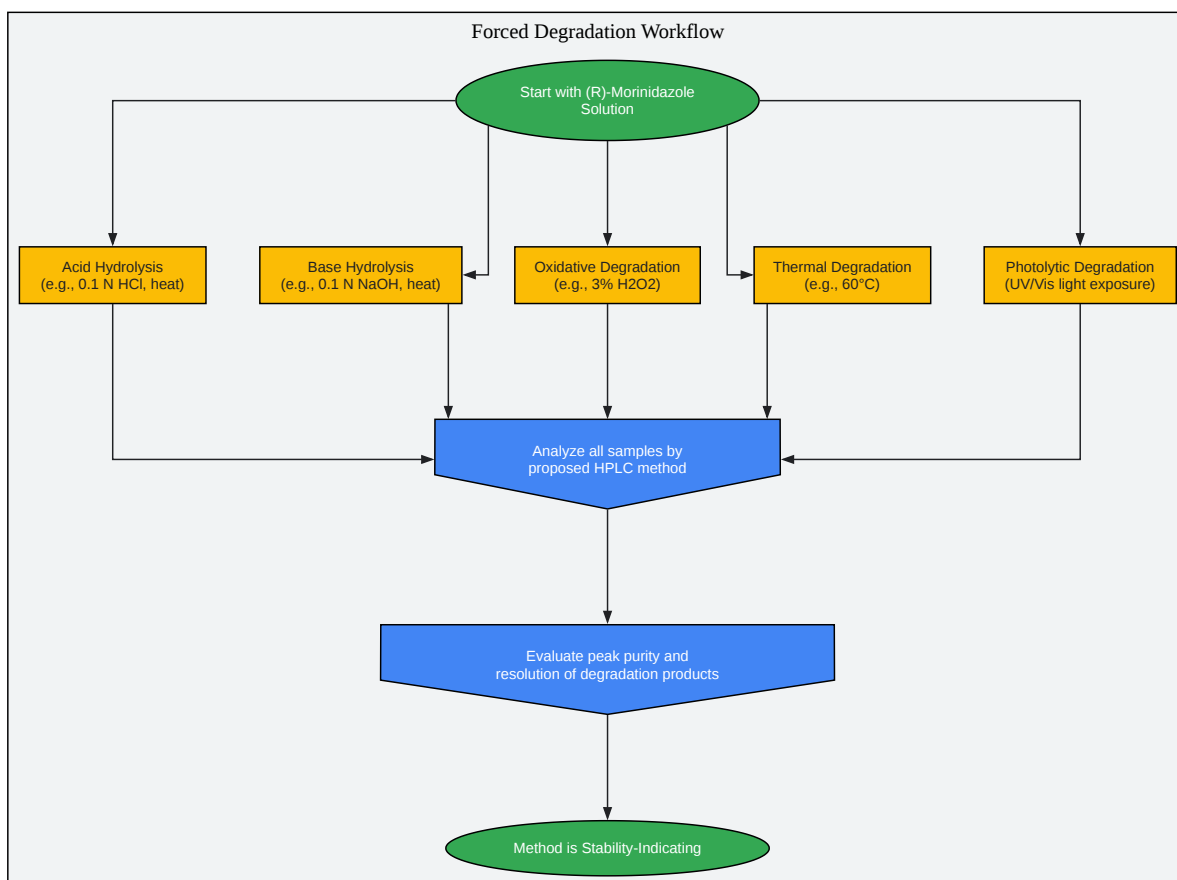 Forced Degradation Workflow
Start with (R)-Morinidazole
Solution
Acid Hydrolysis
(e.g., 0.1 N HCl, heat)
Base Hydrolysis
(e.g., 0.1 N NaOH, heat)
Oxidative Degradation
(e.g., 3% H2O2)
Thermal Degradation
(e.g., 60°C)
Photolytic Degradation
(UV/Vis light exposure)
Analyze all samples by
proposed HPLC method
Evaluate peak purity and
resolution of degradation products
Method is Stability-Indicating